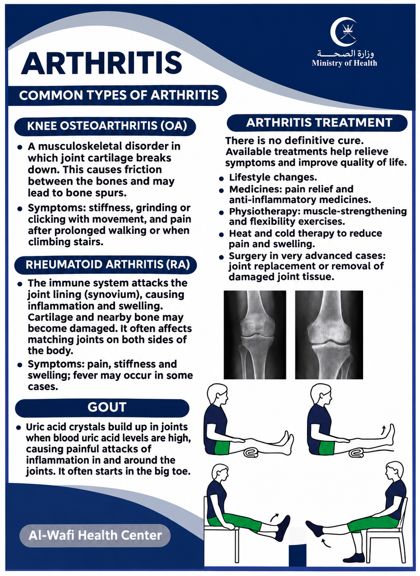 وزارة الصحة
Ministry of Health
ARTHRITIS
COMMON TYPES OF ARTHRITIS
KNEE OSTEOARTHRITIS (OA)
• A musculoskeletal disorder in
which joint cartilage breaks
down. This causes friction
between the bones and may
lead to bone spurs.
• Symptoms: stiffness, grinding or
clicking with movement, and pain
after prolonged walking or when
climbing stairs.
RHEUMATOID ARTHRITIS (RA)
• The immune system attacks the
joint lining (synovium), causing
inflammation and swelling.
Cartilage and nearby bone may
become damaged. It often affects
matching joints on both sides of
the body.
• Symptoms: pain, stiffness and
swelling; fever may occur in some
cases.
GOUT
• Uric acid crystals build up in joints
when blood uric acid levels are high,
causing painful attacks of
inflammation in and around the
joints. It often starts in the big toe.
Al-Wafi Health Center
ARTHRITIS TREATMENT
There is no definitive cure.
Available treatments help relieve
symptoms and improve quality of life.
• Lifestyle changes.
• Medicines: pain relief and
anti-inflammatory medicines.
• Physiotherapy: muscle-strengthening
and flexibility exercises.
• Heat and cold therapy to reduce
pain and swelling.
• Surgery in very advanced cases:
joint replacement or removal of
damaged joint tissue.